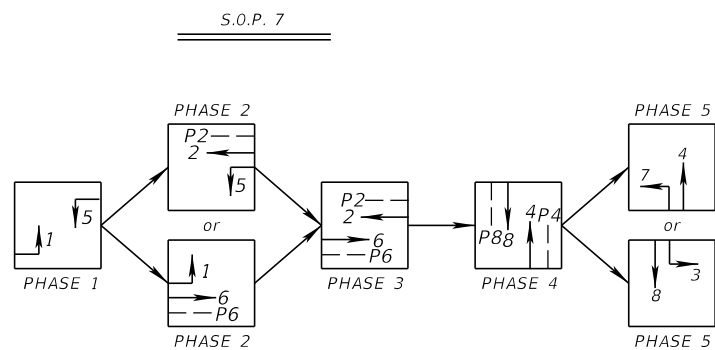 S.O.P. 7
PHASE 2
PHASE 5
P2
2
5
7
4
1
5
PHASE 1
or
P2
2
6
P6
PHASE 3
4 P4
P8 8
PHASE 4
or
1
6
P6
PHASE 2
3
8
PHASE 5